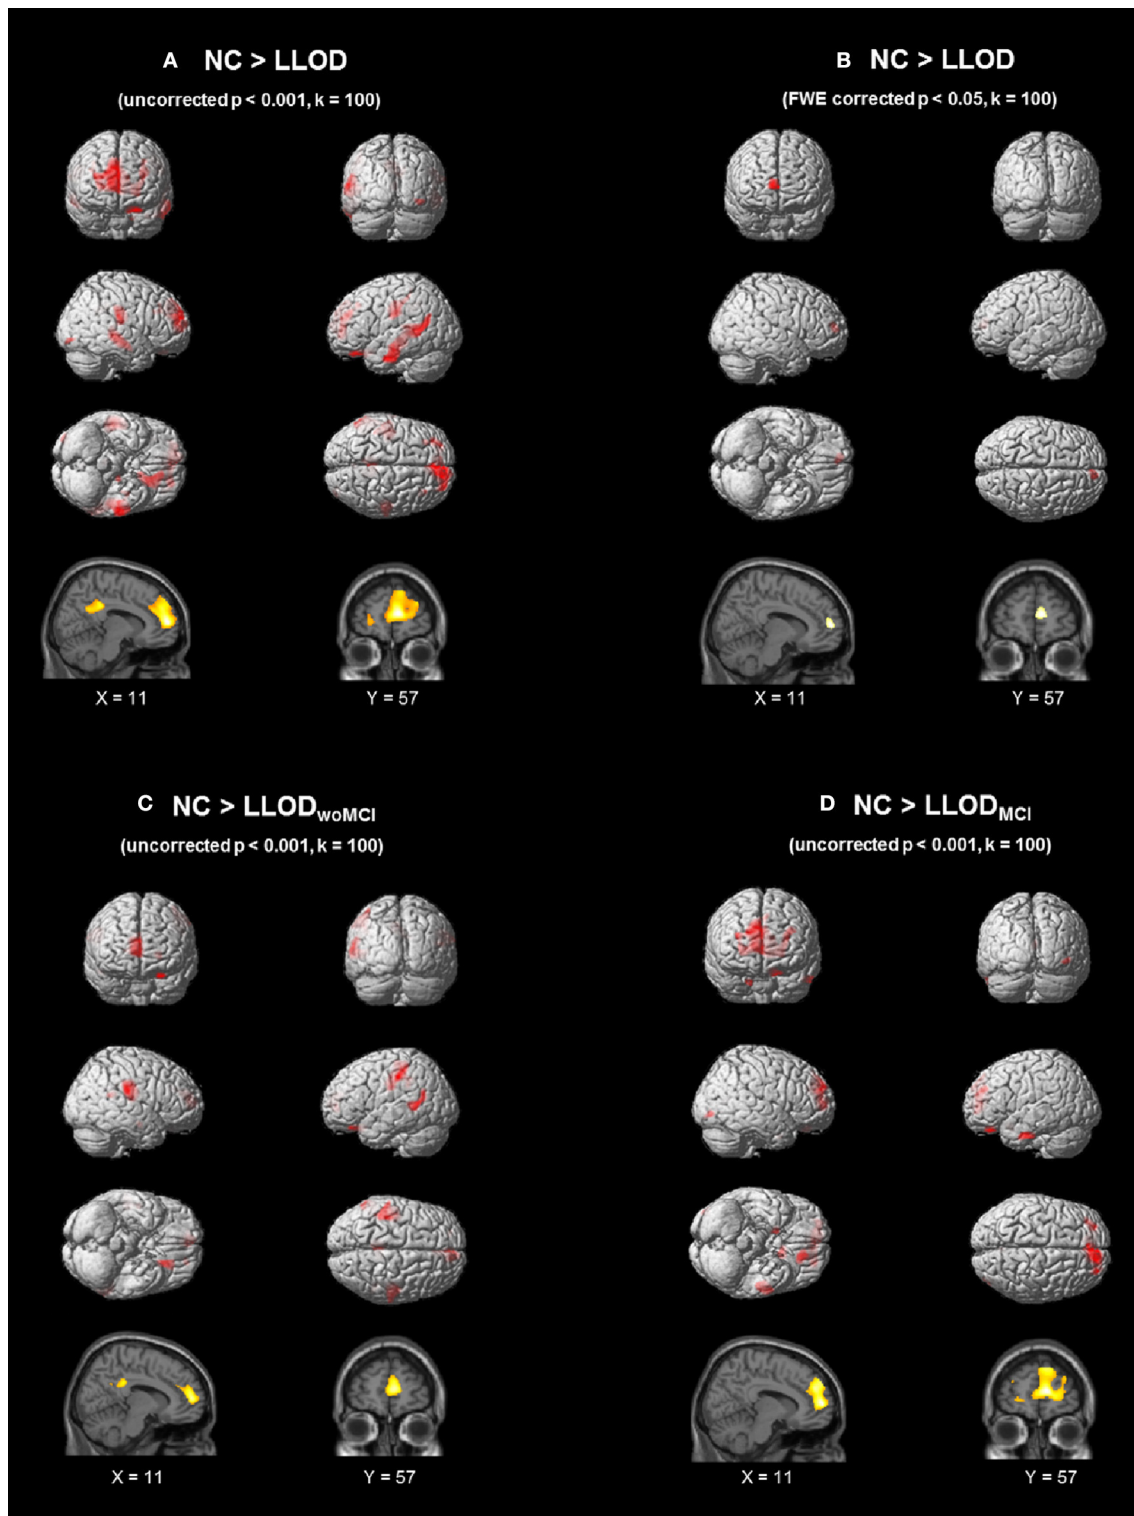 A NC > LLOD
(uncorrected p < 0.001, k = 100)
B NC > LLOD
(FWE corrected p < 0.05, k = 100)
X = 11
Y = 57
X = 11
Y = 57
C NC > LLODwoMCI
(uncorrected p < 0.001, k = 100)
D NC > LLODMCI
(uncorrected p < 0.001, k = 100)
X = 11
Y = 57
X = 11
Y = 57